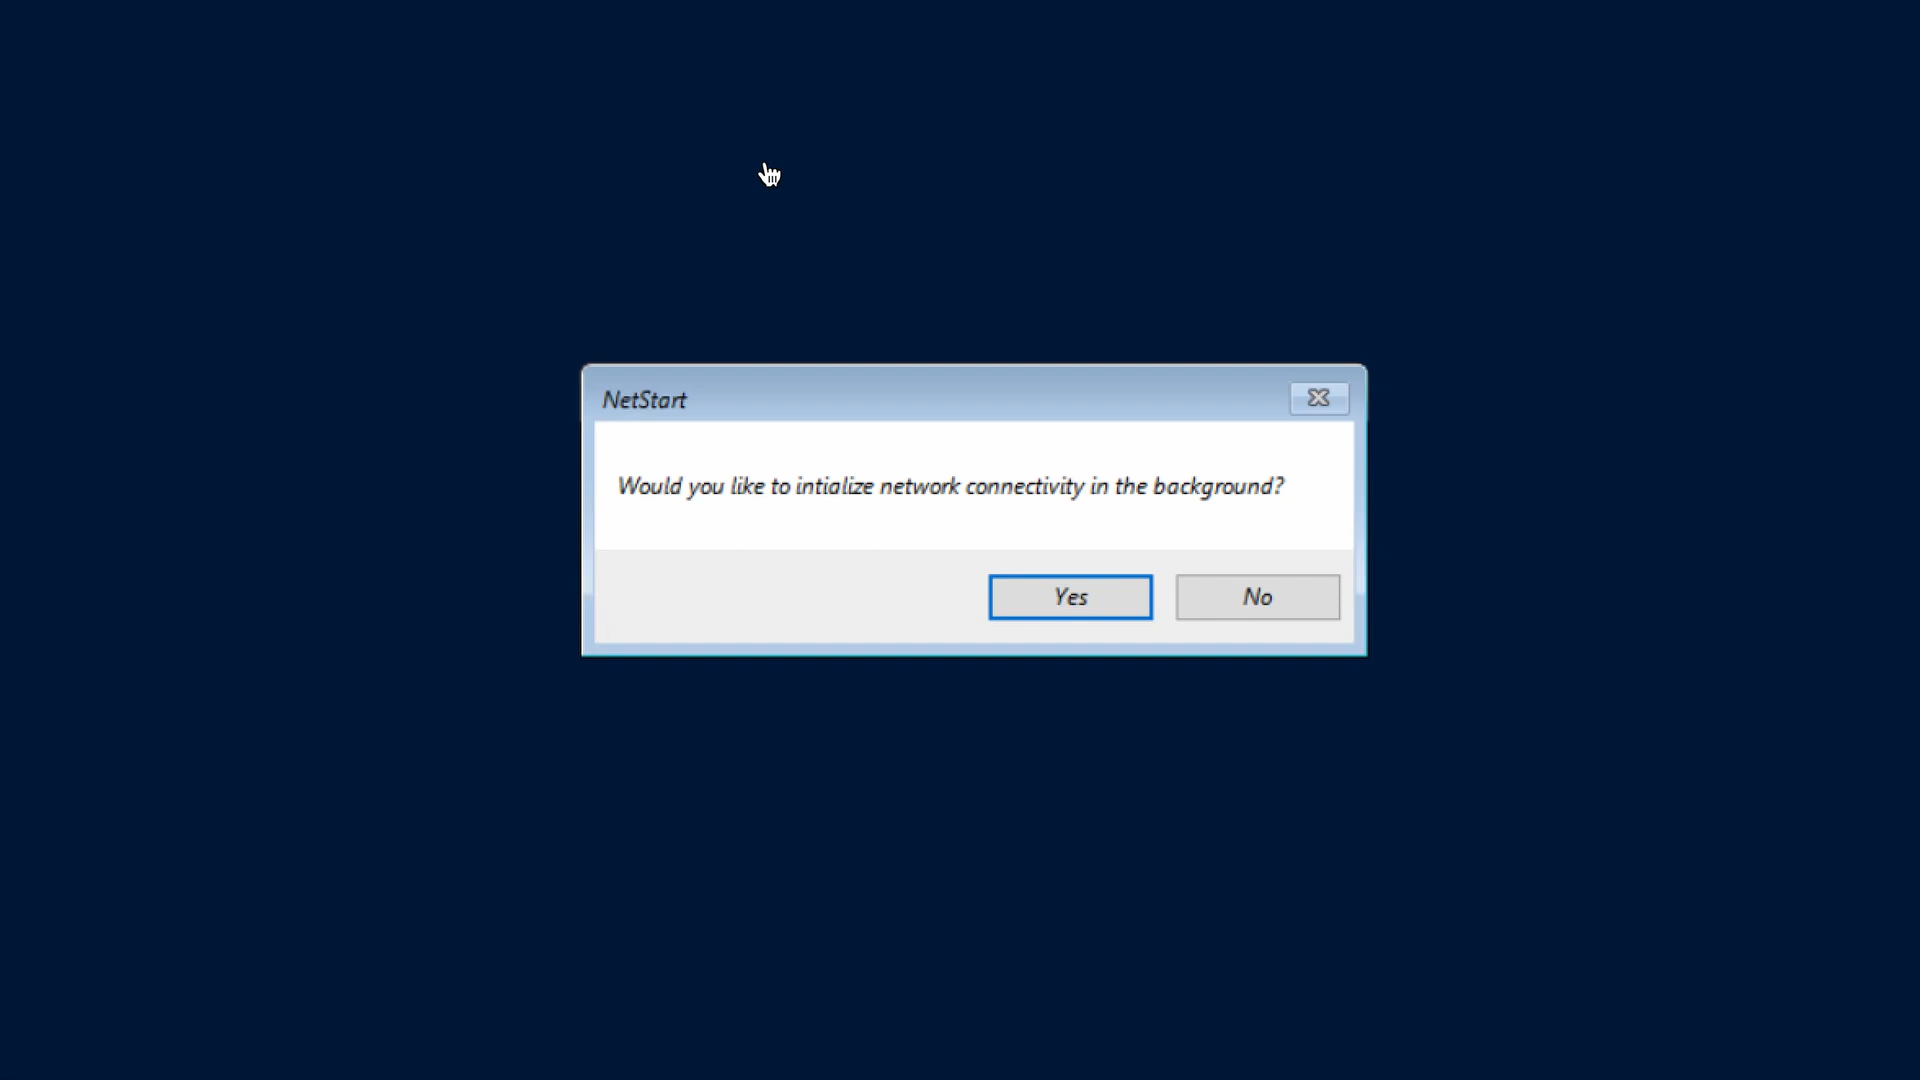 NetStart
Would you like to intialize network connectivity in the background?
Yes
No